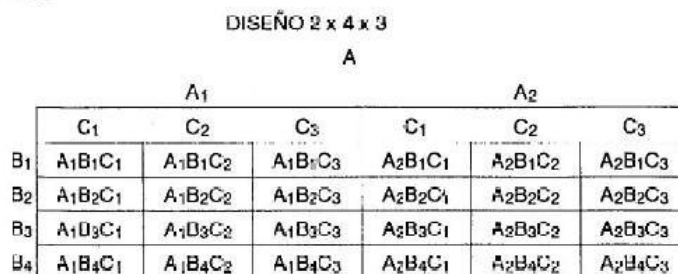 DISEÑO 2 x 4 x 3
A
A₁ A₂
C₁ C₂ C₃ C₁ C₂ C₃
B₁ A₁B₁C₁ A₁B₁C₂ A₁B₁C₃ A₂B₁C₁ A₂B₁C₂ A₂B₁C₃
B₂ A₁B₂C₁ A₁B₂C₂ A₁B₂C₃ A₂B₂C₁ A₂B₂C₂ A₂B₂C₃
B₃ A₁B₃C₁ A₁B₃C₂ A₁B₃C₃ A₂B₃C₁ A₂B₃C₂ A₂B₃C₃
B₄ A₁B₄C₁ A₁B₄C₂ A₁B₄C₃ A₂B₄C₁ A₂B₄C₂ A₂B₄C₃